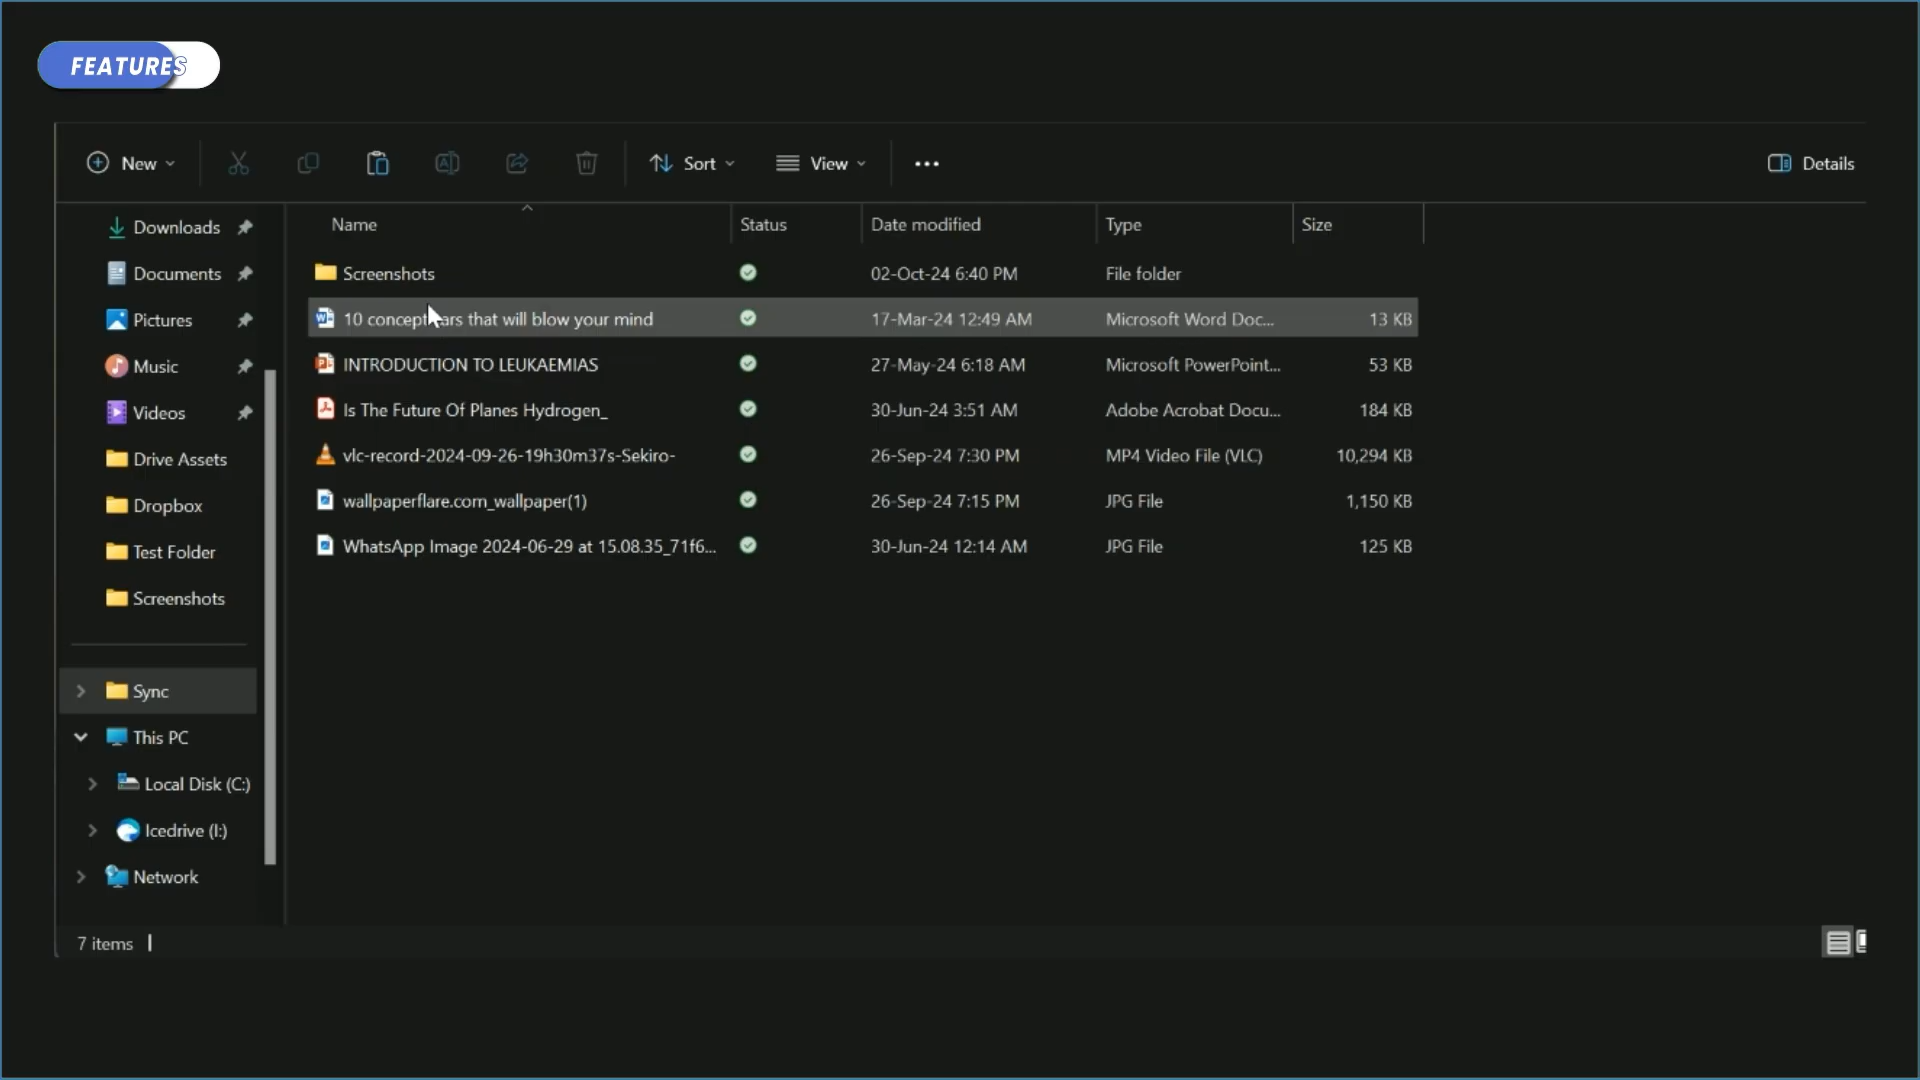 FEATURES
New
Sort
View
Details
Name Status Date modified Type Size
Downloads
Documents
Pictures
Music
Videos
Drive Assets
Dropbox
Test Folder
Screenshots
Sync
This PC
Local Disk (C:)
Icedrive (I:)
Network
Screenshots 02-Oct-24 6:40 PM File folder
10 concept ars that will blow your mind 17-Mar-24 12:49 AM Microsoft Word Doc... 13 KB
INTRODUCTION TO LEUKAEMIAS 27-May-24 6:18 AM Microsoft PowerPoint... 53 KB
Is The Future Of Planes Hydrogen_ 30-Jun-24 3:51 AM Adobe Acrobat Docu... 184 KB
vlc-record-2024-09-26-19h30m37s-Sekiro- 26-Sep-24 7:30 PM MP4 Video File (VLC) 10,294 KB
wallpaperflare.com_wallpaper(1) 26-Sep-24 7:15 PM JPG File 1,150 KB
WhatsApp Image 2024-06-29 at 15.08.35_71f6... 30-Jun-24 12:14 AM JPG File 125 KB
7 items